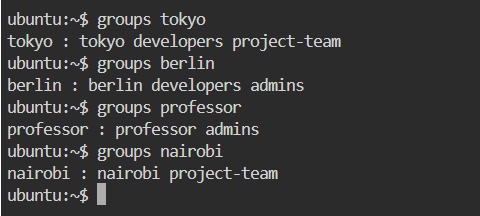 ubuntu:~$ groups tokyo
tokyo : tokyo developers project-team
ubuntu:~$ groups berlin
berlin : berlin developers admins
ubuntu:~$ groups professor
professor : professor admins
ubuntu:~$ groups nairobi
nairobi : nairobi project-team
ubuntu:~$